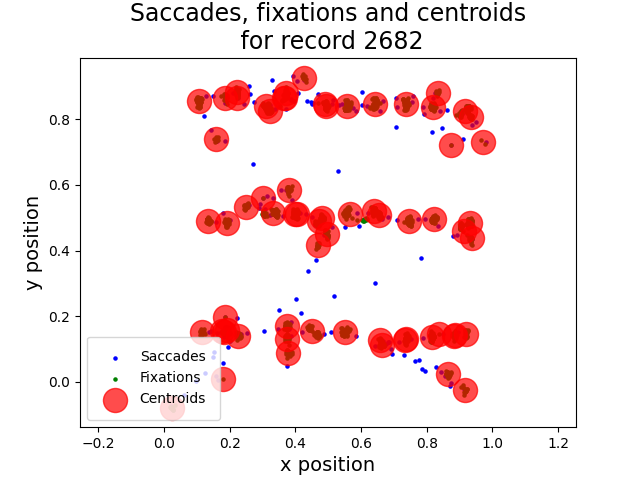 Saccades, fixations and centroids
for record 2682
y position
0.8
0.6
0.4
0.2
0.0
Saccades
Fixations
Centroids
−0.2
0.0
0.2
0.4
0.6
0.8
1.0
1.2
x position